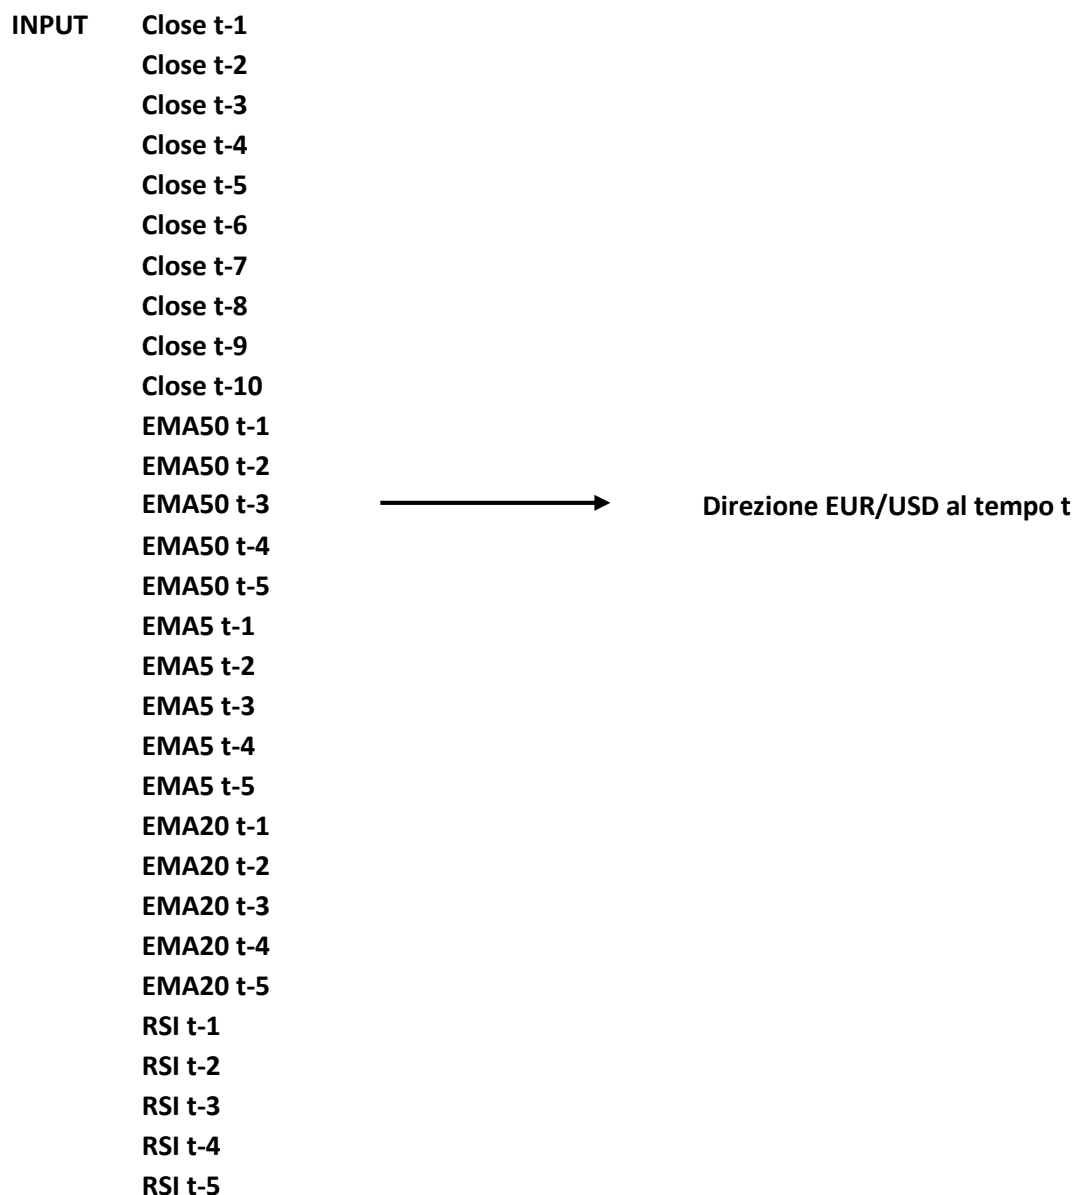 INPUT Close t-1
Close t-2
Close t-3
Close t-4
Close t-5
Close t-6
Close t-7
Close t-8
Close t-9
Close t-10
EMA50 t-1
EMA50 t-2
EMA50 t-3 Direzione EUR/USD al tempo t
EMA50 t-4
EMA50 t-5
EMA5 t-1
EMA5 t-2
EMA5 t-3
EMA5 t-4
EMA5 t-5
EMA20 t-1
EMA20 t-2
EMA20 t-3
EMA20 t-4
EMA20 t-5
RSI t-1
RSI t-2
RSI t-3
RSI t-4
RSI t-5